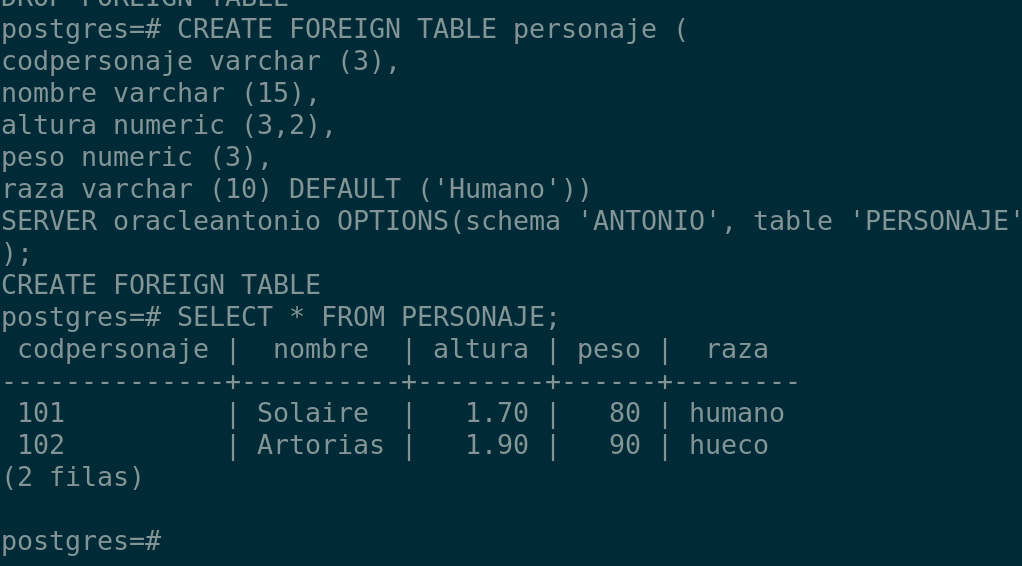 DROP FOREIGN TABLE
postgres=# CREATE FOREIGN TABLE personaje (
codpersonaje varchar (3),
nombre varchar (15),
altura numeric (3,2),
peso numeric (3),
raza varchar (10) DEFAULT ('Humano'))
SERVER oracleantonio OPTIONS(schema 'ANTONIO', table 'PERSONAJE'
);
CREATE FOREIGN TABLE
postgres=# SELECT * FROM PERSONAJE;
 codpersonaje |  nombre  | altura | peso |  raza
--------------+----------+--------+------+--------
 101          | Solaire  |   1.70 |   80 | humano
 102          | Artorias |   1.90 |   90 | hueco
(2 filas)
postgres=#